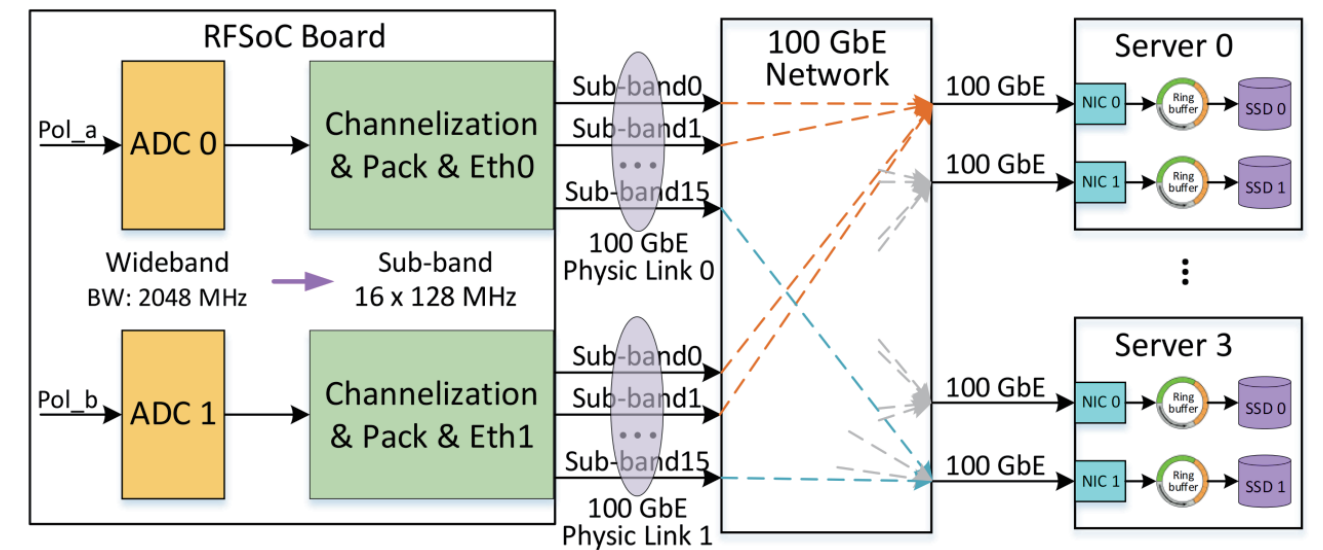 RFSoC Board
Pol_a
ADC 0
Channelization
& Pack & Eth0
Sub-band0
Sub-band1
Sub-band15
100 GbE
Physic Link 0
Wideband
BW: 2048 MHz
Sub-band
16 x 128 MHz
Pol_b
ADC 1
Channelization
& Pack & Eth1
Sub-band0
Sub-band1
Sub-band15
100 GbE
Physic Link 1
100 GbE
Network
100 GbE
100 GbE
100 GbE
100 GbE
Server 0
NIC 0
Ring
buffer
SSD 0
NIC 1
Ring
buffer
SSD 1
Server 3
NIC 0
Ring
buffer
SSD 0
NIC 1
Ring
buffer
SSD 1